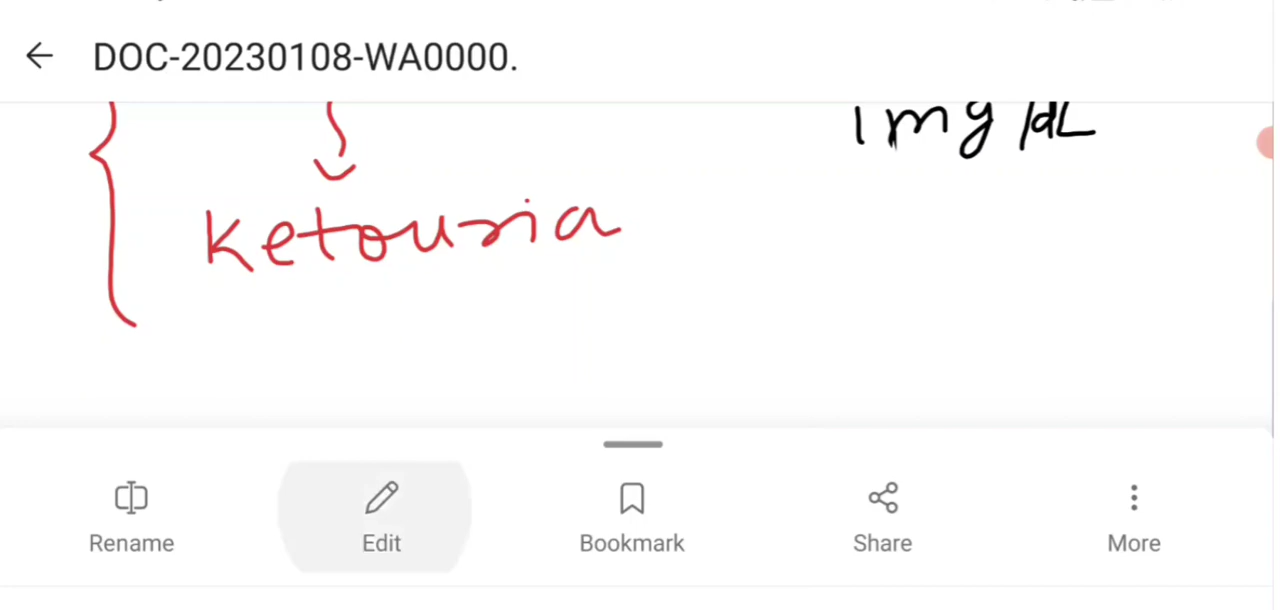 DOC-20230108-WA0000.
1mg/dL
Ketouria
Rename
Edit
Bookmark
Share
More